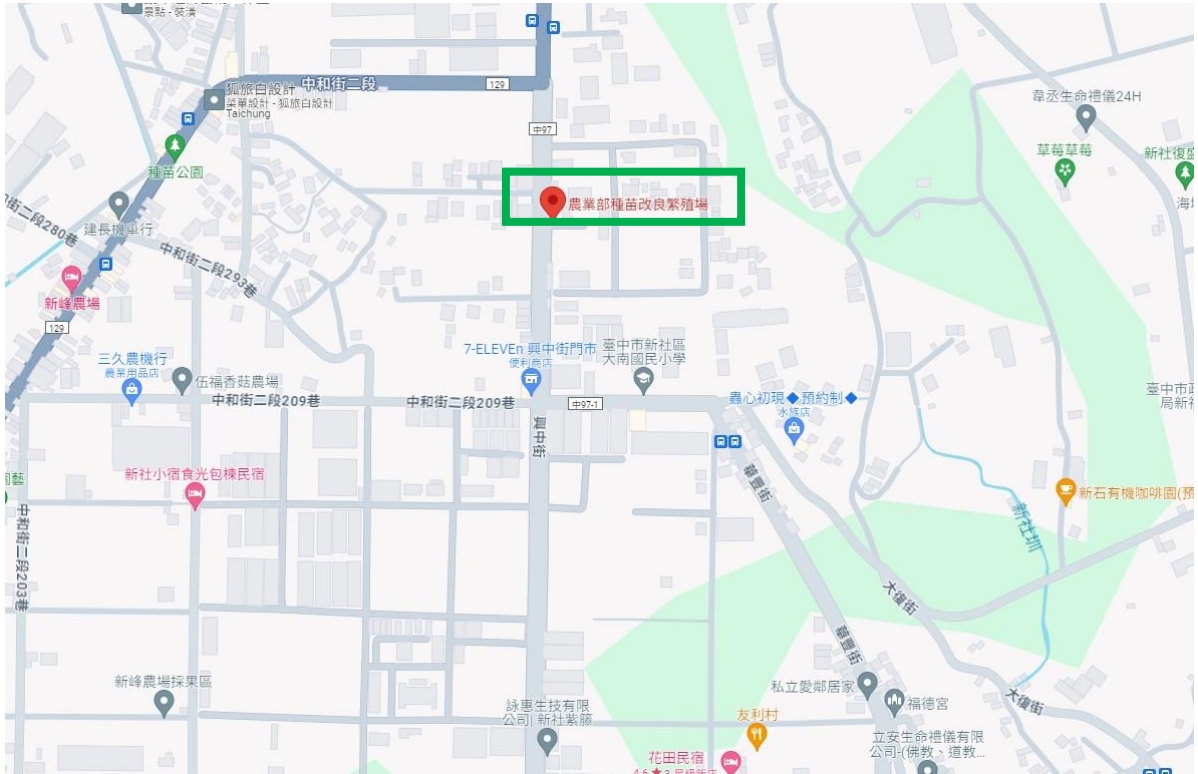 景點 - 裝潢
狐旅白設計
菜單設計 - 狐旅白設計
Taichung
中和街二段
129
中97
韋丞生命禮儀24H
草莓草莓
新社復盛
種苗公園
農業部種苗改良繁殖場
建長機車行
街二段280巷
中和街二段293巷
新峰農場
129
7-ELEVEn 興中街門市
便利商店
臺中市新社區
大南國民小學
三久農機行
農業用品店
伍福香菇農場
中和街二段209巷
中和街二段209巷
中97-1
蟲心初現◆預約制◆
水族店
局新社
興中街
新社小宿食光包棟民宿
園藝
華豐街
新石有機咖啡園(預
新社圳
中和街二段203巷
大復街
華豐街
新峰農場採果區
私立愛鄰居家
福德宮
大復街
詠惠生技有限
公司| 新社紫藤
友利村
立安生命禮儀有限
公司-(佛教、道教...
花田民宿